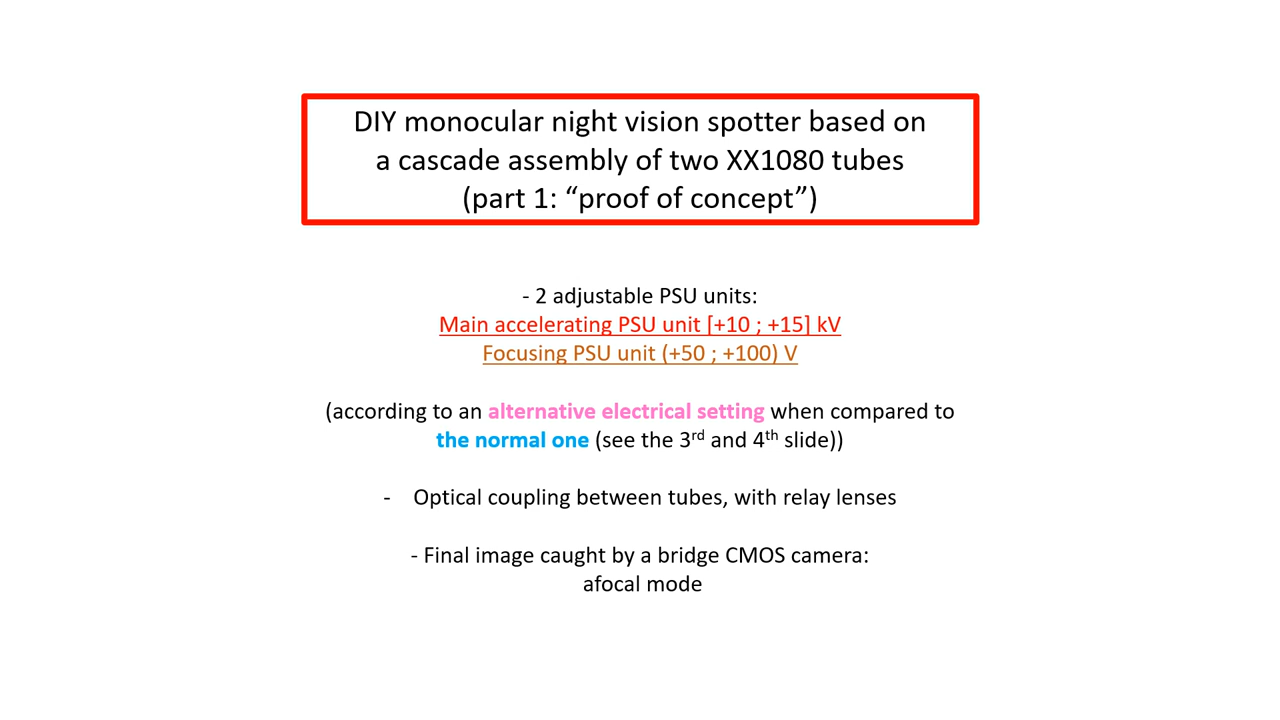 DIY monocular night vision spotter based on
a cascade assembly of two XX1080 tubes
(part 1: “proof of concept”)
- 2 adjustable PSU units:
Main accelerating PSU unit [+10 ; +15] kV
Focusing PSU unit (+50 ; +100) V
(according to an alternative electrical setting when compared to
the normal one (see the 3rd and 4th slide))
- Optical coupling between tubes, with relay lenses
- Final image caught by a bridge CMOS camera:
afocal mode